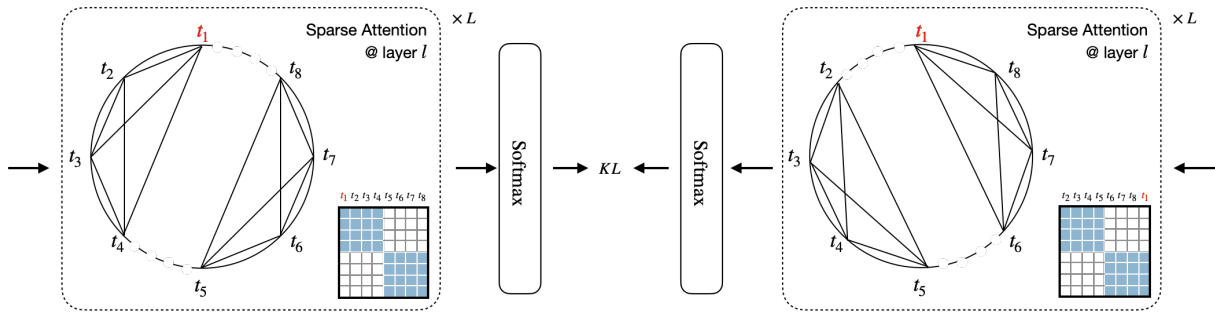 Sparse Attention
@ layer l
× L
t1
t2
t3
t4
t5
t6
t7
t8
t1 t2 t3 t4 t5 t6 t7 t8
Softmax
KL
Softmax
Sparse Attention
@ layer l
× L
t1
t2
t3
t4
t5
t6
t7
t8
t2 t3 t4 t5 t6 t7 t8 t1